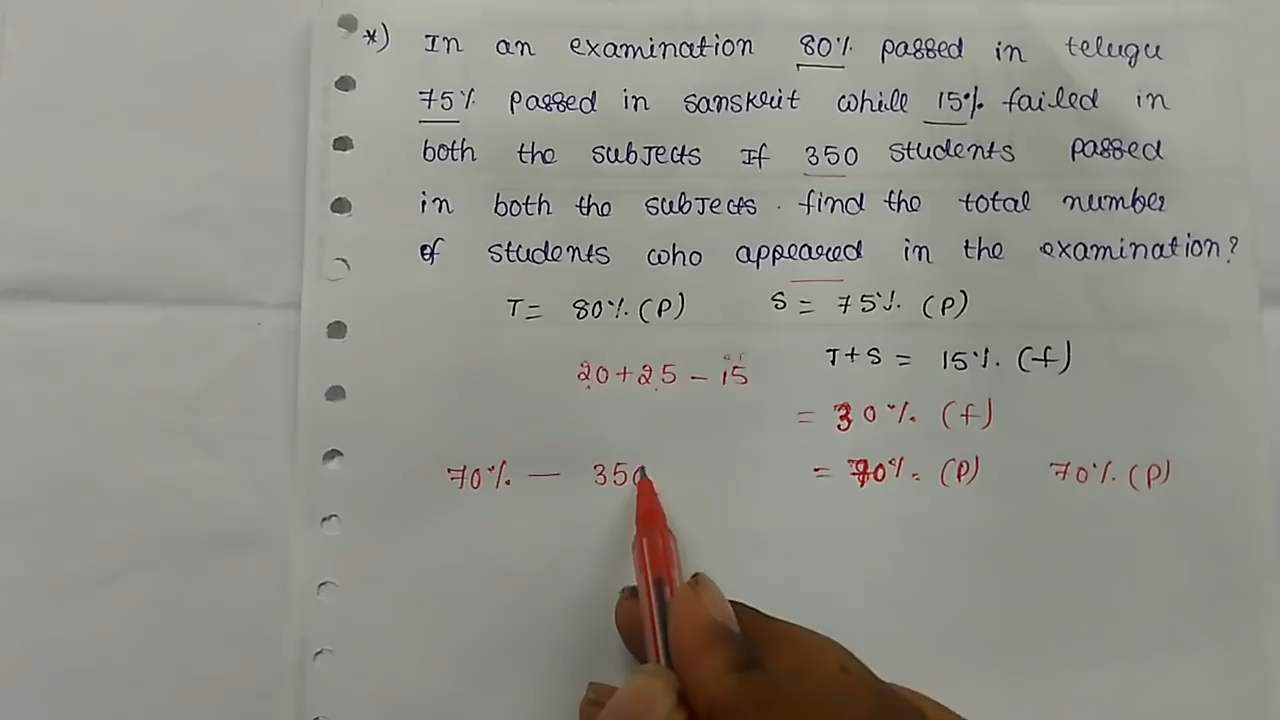 *) In an examination 80% passed in telugu
75% passed in sanskrit while 15% failed in
both the subjects If 350 students passed
in both the subjects. find the total number
of students who appeared in the examination?
T = 80%. (P) S = 75%. (P)
T+S = 15%. (f)
20+25-15
= 30%. (f)
70% — 350
= 70%. (P) 70%. (P)